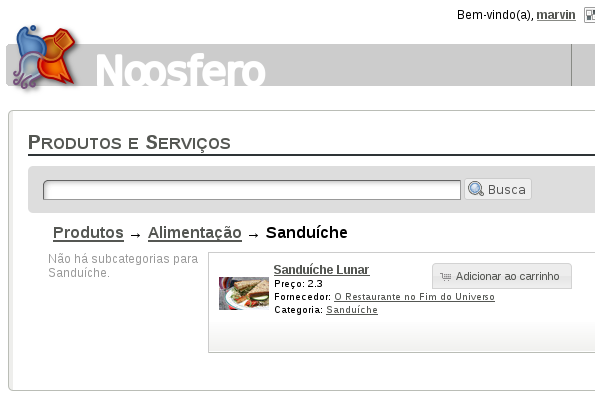 Bem-vindo(a), marvin
Noosfero
Produtos e Serviços
Busca
Produtos → Alimentação → Sanduíche
Não há subcategorias para
Sanduíche.
Sanduíche Lunar
Adicionar ao carrinho
Preço: 2.3
Fornecedor: O Restaurante no Fim do Universo
Categoria: Sanduíche